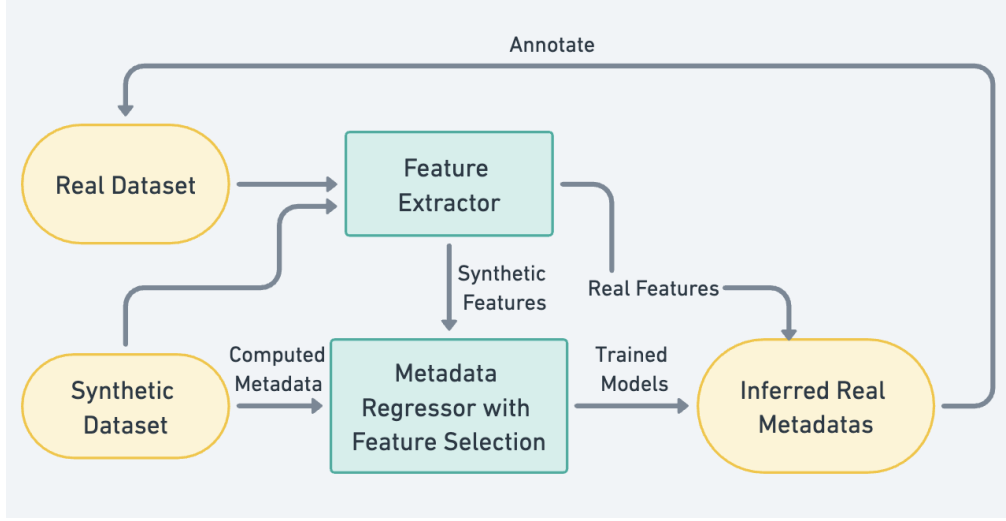 Annotate
Real Dataset
Feature
Extractor
Synthetic
Features
Real Features
Synthetic
Dataset
Computed
Metadata
Metadata
Regressor with
Feature Selection
Trained
Models
Inferred Real
Metadatas